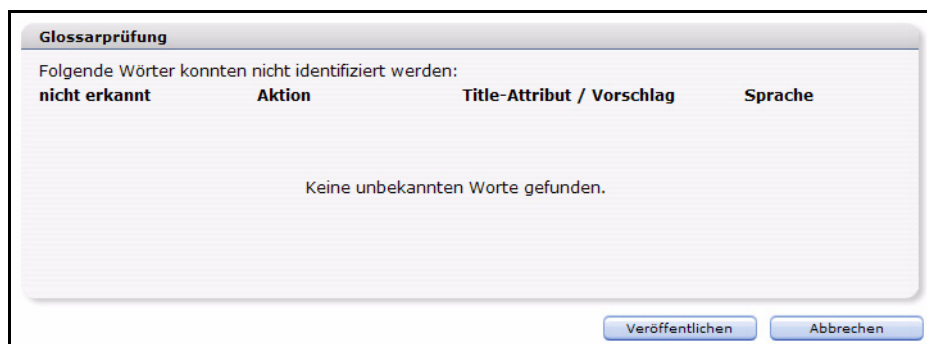 Glossarprüfung
Folgende Wörter konnten nicht identifiziert werden:
nicht erkannt Aktion Title-Attribut / Vorschlag Sprache
Keine unbekannten Worte gefunden.
Veröffentlichen Abbrechen